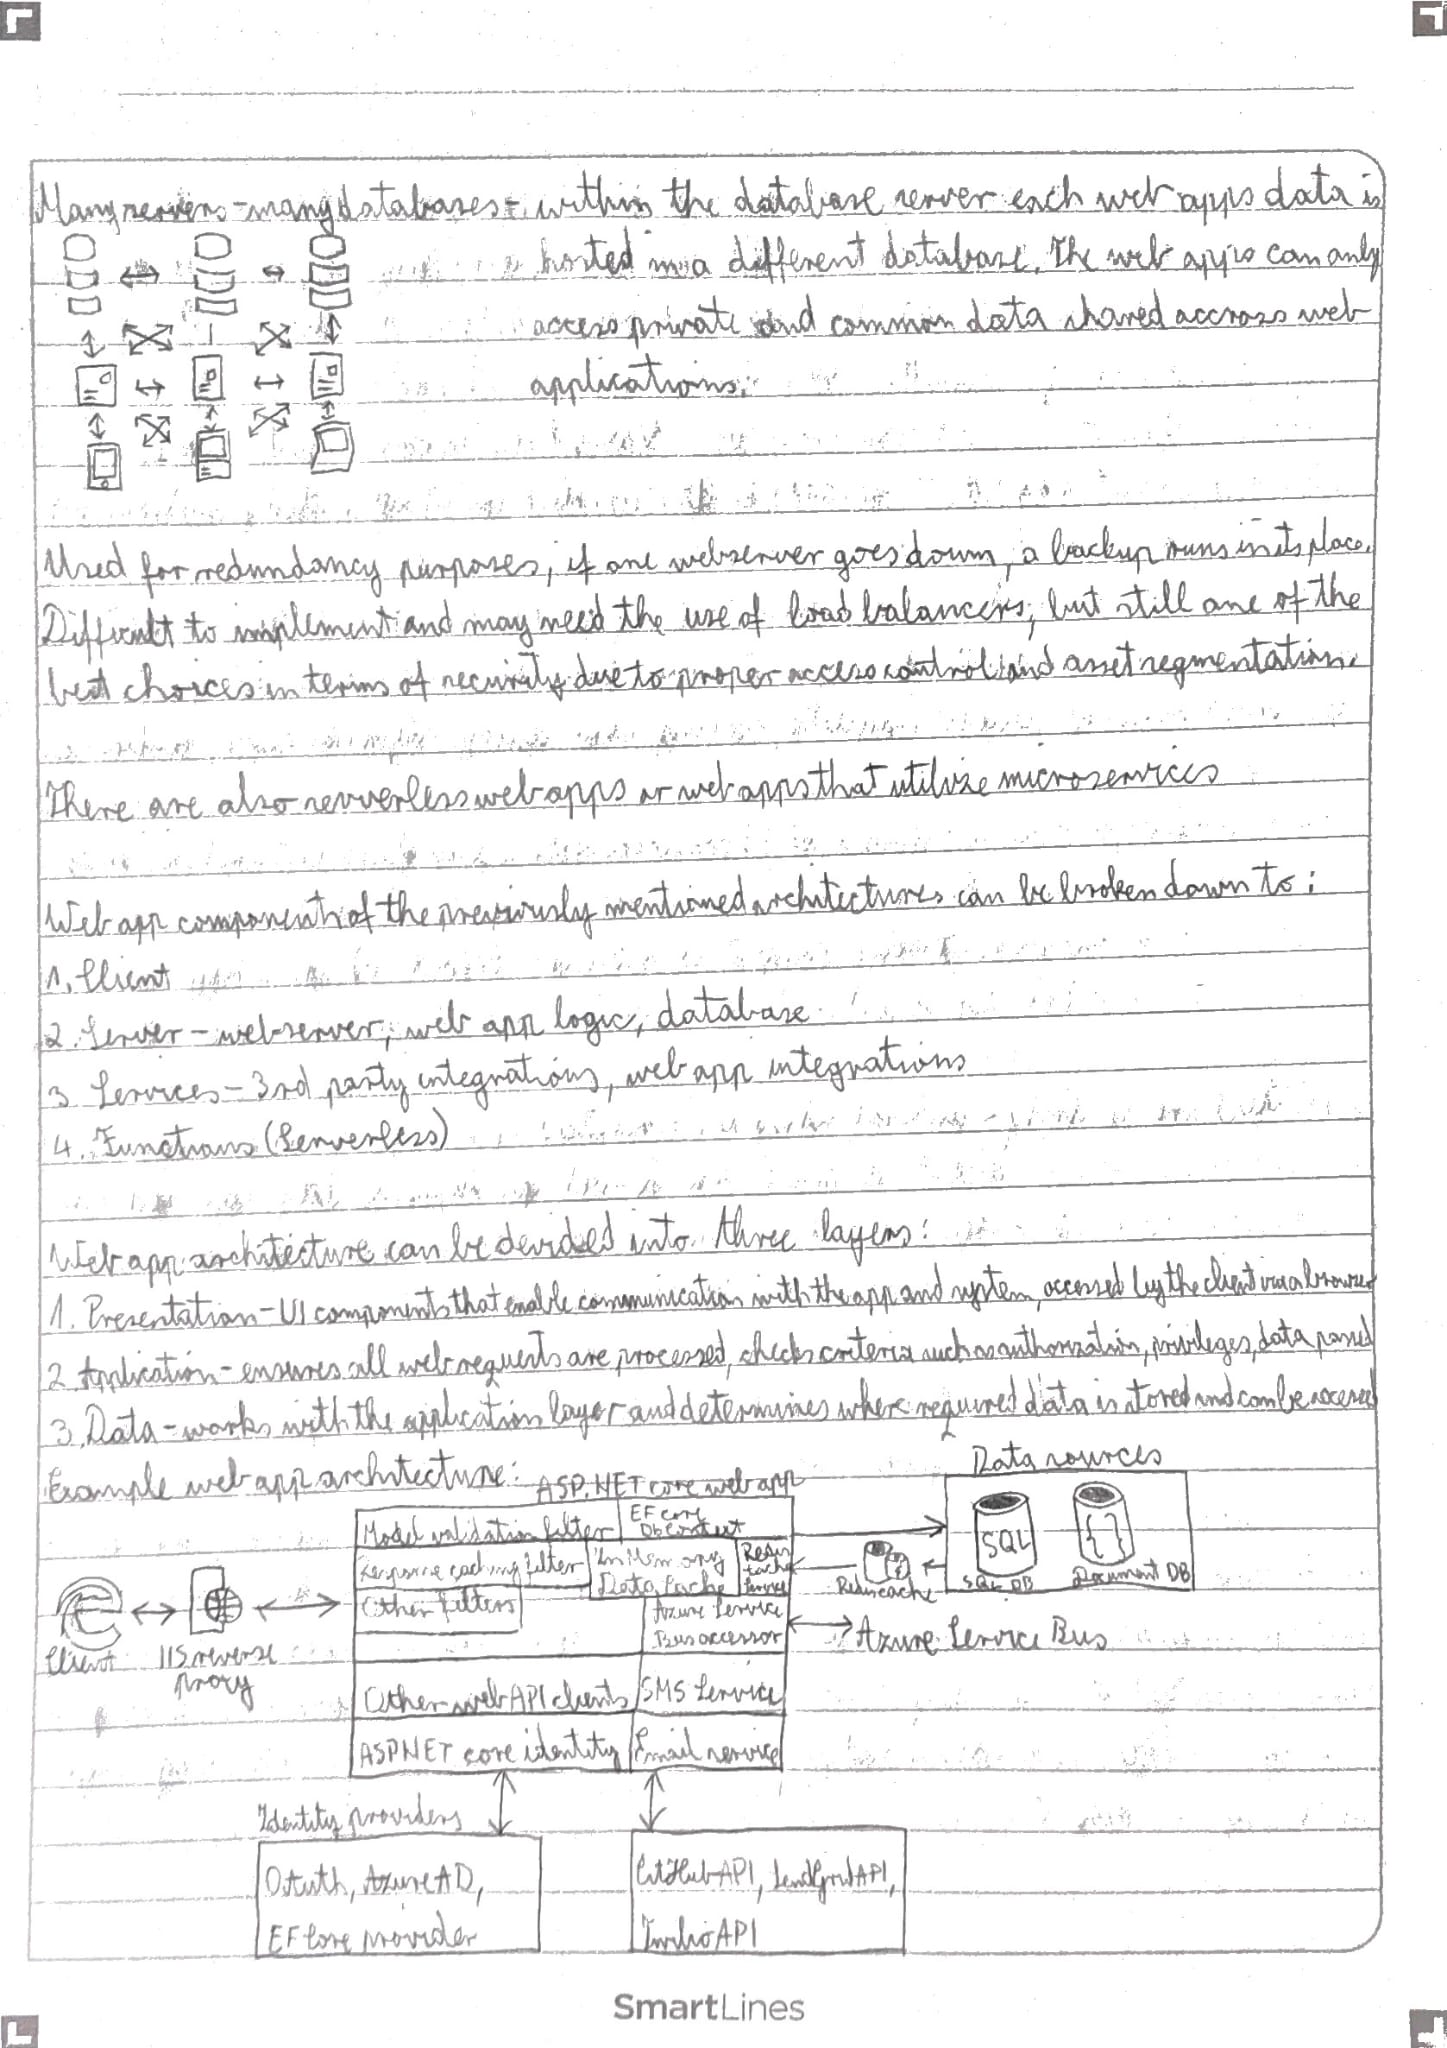 Many servers - many databases - within the database server each web apps data is
hosted in a different database. The web apps can only
access private and common data shared accross web
applications.
Used for redundancy purposes, if one webserver goes down, a backup runs in its place.
Difficult to implement and may need the use of load balancers, but still one of the
best choices in terms of security due to proper access control and asset segmentation.
There are also serverless web apps or web apps that utilize microservices
Web app component of the previously mentioned architectures can be broken down to:
1. Client
2. Server - webserver, web app logic, database
3. Services - 3rd party integrations, web app integrations
4. Functions (Serverless)
Web app architecture can be devided into three layers:
1. Presentation - UI components that enable communication with the app and system, accessed by the client via a browser
2. Application - ensures all web requests are processed, checks criteria such as authorization, privileges, data passed
3. Data - works with the application layer and determines where required data is stored and can be accessed
Example web app architecture:
ASP.NET core web app
Data sources
Model validation filter
EF core
DbContext
Response caching filter
In Memory
Data Cache
Redis
cache
service
Other filters
Azure Service
Bus accessor
Other web API clients
SMS Service
ASPNET core identity
Email service
Client
IIS reverse
proxy
Redis cache
SQL
SQL DB
{ }
Document DB
Azure Service Bus
Identity providers
OAuth, Azure AD,
EF Core provider
GitHub API, SendGrid API,
Twilio API
SmartLines